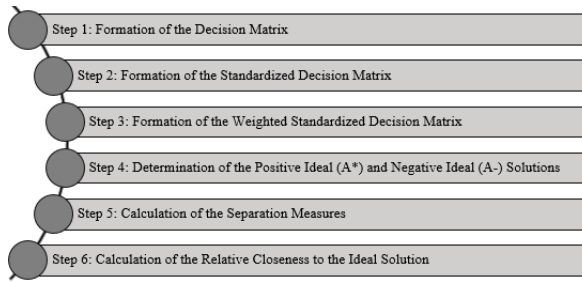 Step 1: Formation of the Decision Matrix
Step 2: Formation of the Standardized Decision Matrix
Step 3: Formation of the Weighted Standardized Decision Matrix
Step 4: Determination of the Positive Ideal (A*) and Negative Ideal (A-) Solutions
Step 5: Calculation of the Separation Measures
Step 6: Calculation of the Relative Closeness to the Ideal Solution